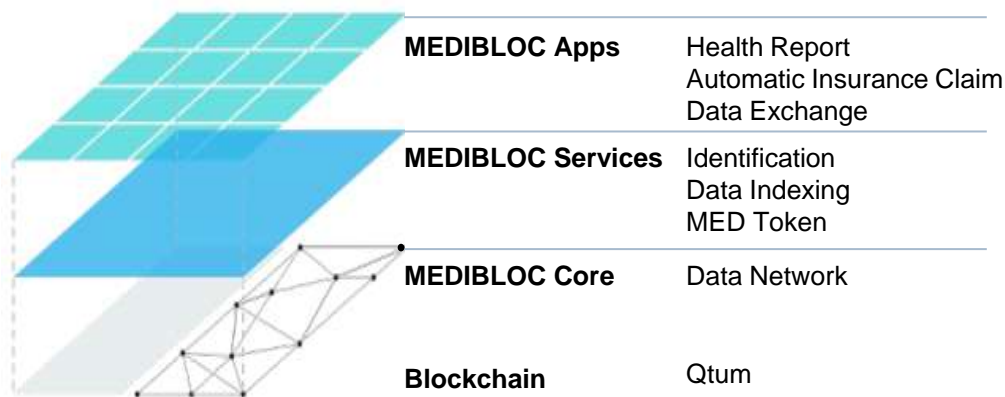 MEDIBLOC Apps Health Report
Automatic Insurance Claim
Data Exchange
MEDIBLOC Services Identification
Data Indexing
MED Token
MEDIBLOC Core Data Network
Blockchain Qtum